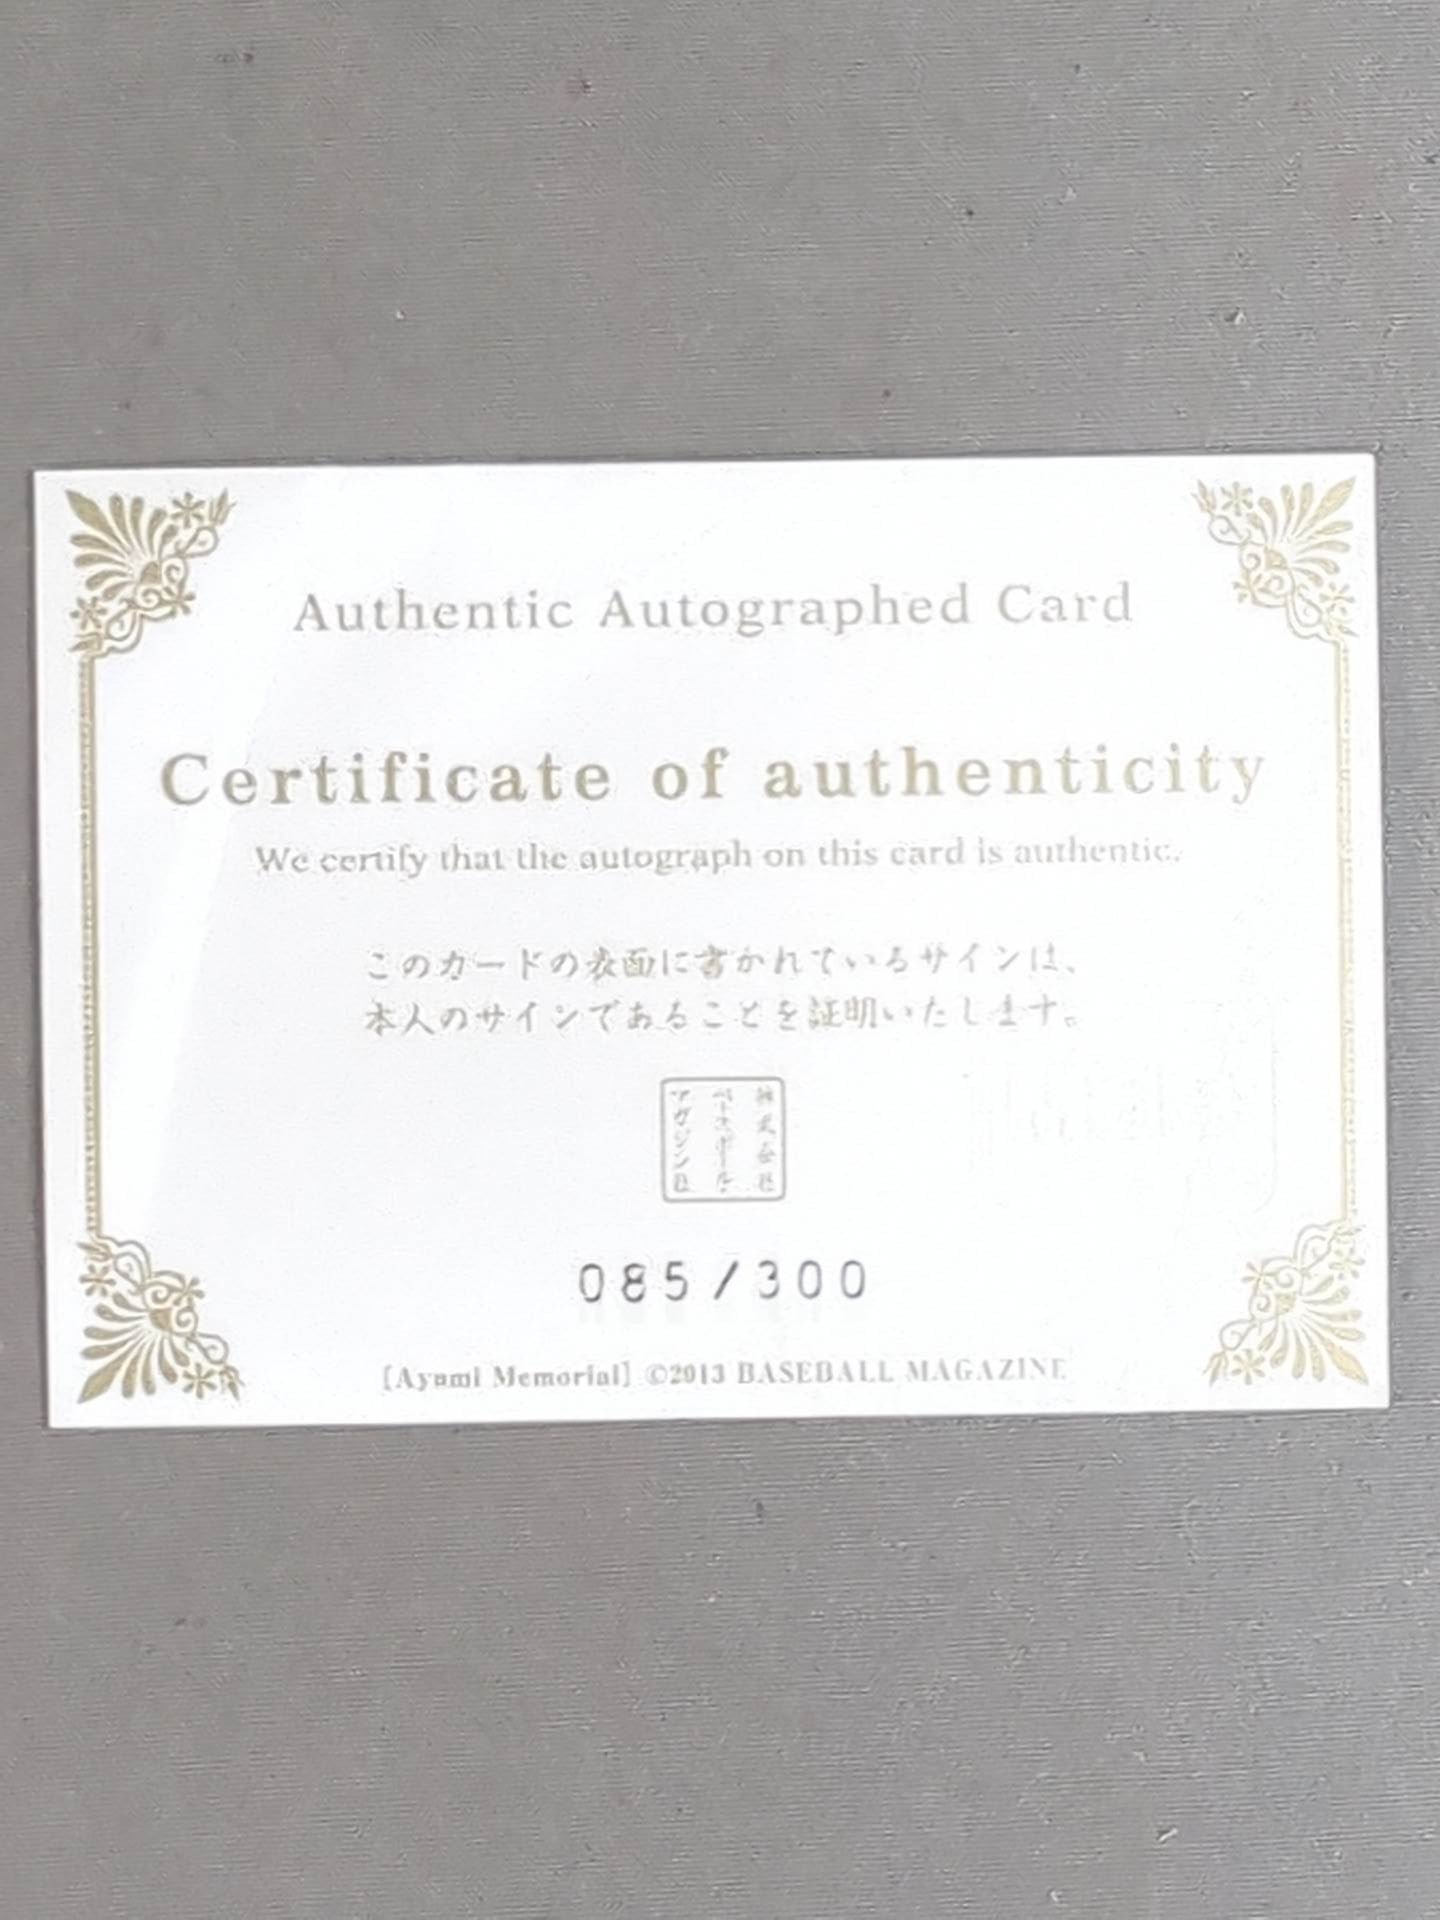 Authentic Autographed Card
Certificate of authenticity
We certify that the autograph on this card is authentic.
このカードの表面に書かれているサインは、
本人のサインであることを証明いたします。
株式会社
ベースボール・
マガジン社
085/300
[Ayumi Memorial] ©2013 BASEBALL MAGAZINE